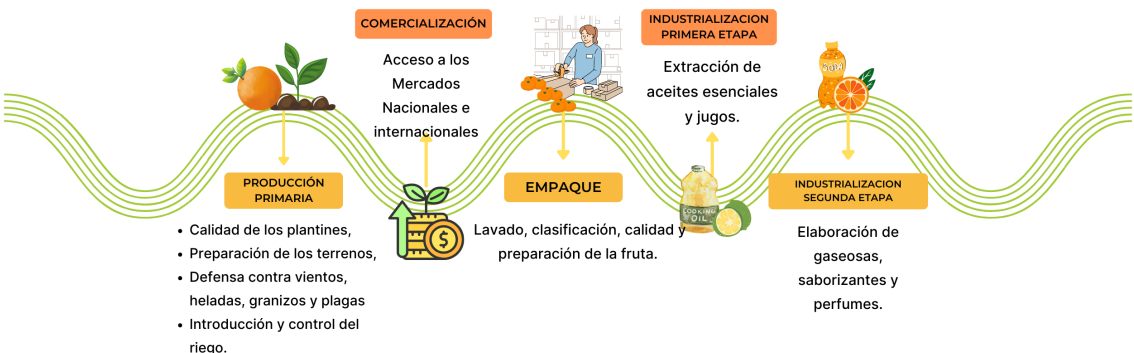 PRODUCCIÓN
PRIMARIA
• Calidad de los plantines,
• Preparación de los terrenos,
• Defensa contra vientos,
heladas, granizos y plagas
• Introducción y control del
riego.
COMERCIALIZACIÓN
Acceso a los
Mercados
Nacionales e
internacionales
$
EMPAQUE
Lavado, clasificación, calidad y
preparación de la fruta.
INDUSTRIALIZACION
PRIMERA ETAPA
Extracción de
aceites esenciales
y jugos.
COOKING
OIL
INDUSTRIALIZACION
SEGUNDA ETAPA
Elaboración de
gaseosas,
saborizantes y
perfumes.